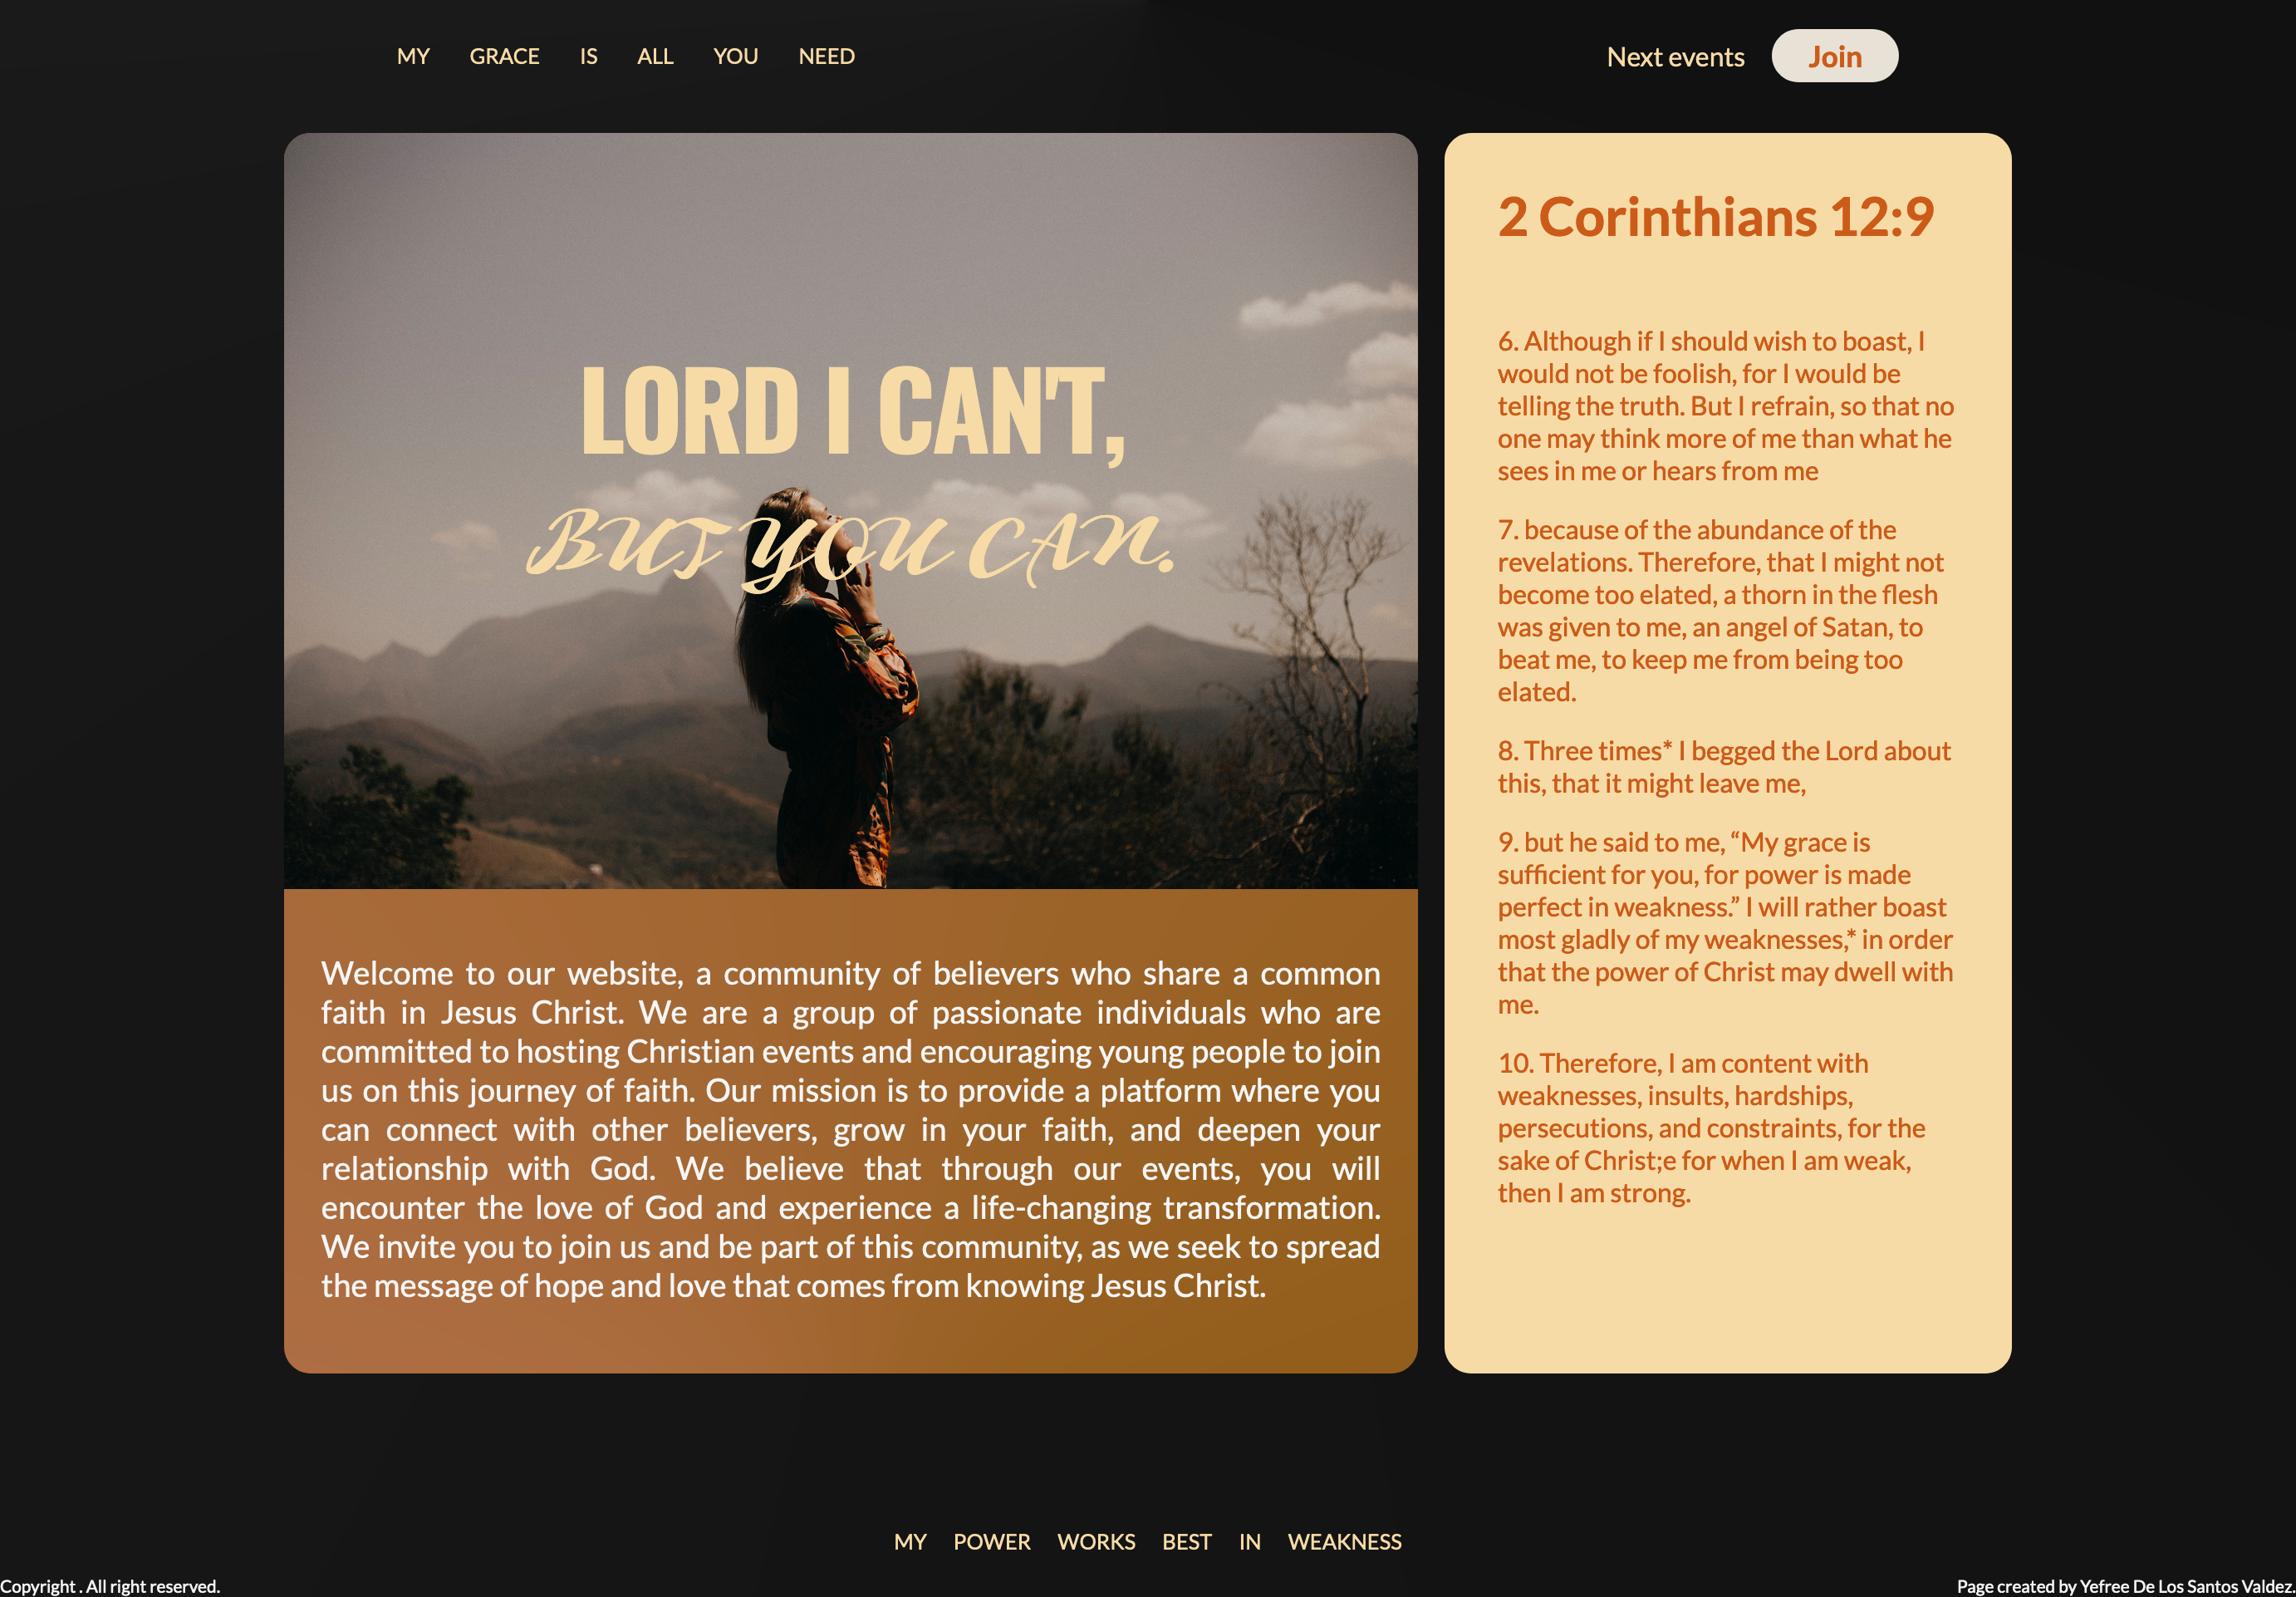 MY GRACE IS ALL YOU NEED
Next events
Join
LORD I CAN'T,
BUT YOU CAN.
Welcome to our website, a community of believers who share a common
faith in Jesus Christ. We are a group of passionate individuals who are
committed to hosting Christian events and encouraging young people to join
us on this journey of faith. Our mission is to provide a platform where you
can connect with other believers, grow in your faith, and deepen your
relationship with God. We believe that through our events, you will
encounter the love of God and experience a life-changing transformation.
We invite you to join us and be part of this community, as we seek to spread
the message of hope and love that comes from knowing Jesus Christ.
2 Corinthians 12:9
6. Although if I should wish to boast, I
would not be foolish, for I would be
telling the truth. But I refrain, so that no
one may think more of me than what he
sees in me or hears from me
7. because of the abundance of the
revelations. Therefore, that I might not
become too elated, a thorn in the flesh
was given to me, an angel of Satan, to
beat me, to keep me from being too
elated.
8. Three times* I begged the Lord about
this, that it might leave me,
9. but he said to me, “My grace is
sufficient for you, for power is made
perfect in weakness.” I will rather boast
most gladly of my weaknesses,* in order
that the power of Christ may dwell with
me.
10. Therefore, I am content with
weaknesses, insults, hardships,
persecutions, and constraints, for the
sake of Christ;e for when I am weak,
then I am strong.
MY POWER WORKS BEST IN WEAKNESS
Copyright . All right reserved.
Page created by Yefree De Los Santos Valdez.